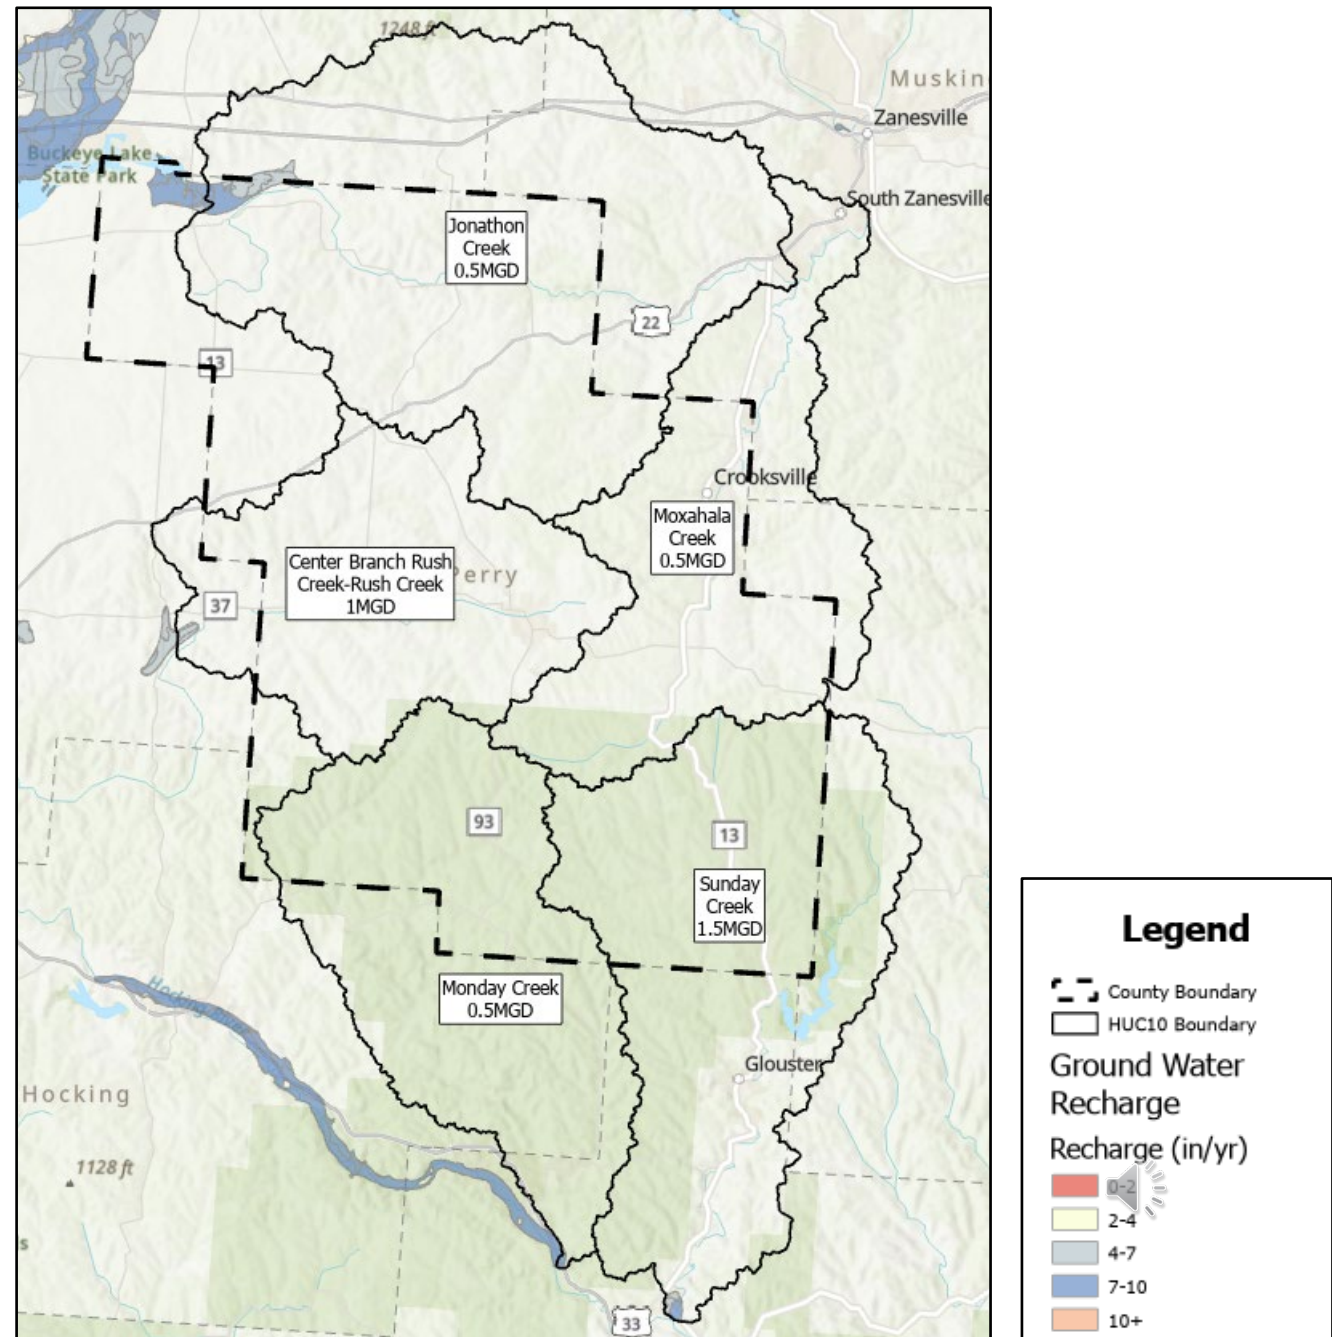 1248 ft
Muskin
Zanesville
Buckeye Lake
State Park
South Zanesville
Jonathon
Creek
0.5MGD
22
13
Crooksville
Moxahala
Creek
0.5MGD
Center Branch Rush
Creek-Rush Creek
1MGD
Perry
37
93
13
Sunday
Creek
1.5MGD
Monday Creek
0.5MGD
Hocking
Glouster
Hocking
1128 ft
s
33
Legend
County Boundary
HUC10 Boundary
Ground Water
Recharge
Recharge (in/yr)
0-2
2-4
4-7
7-10
10+